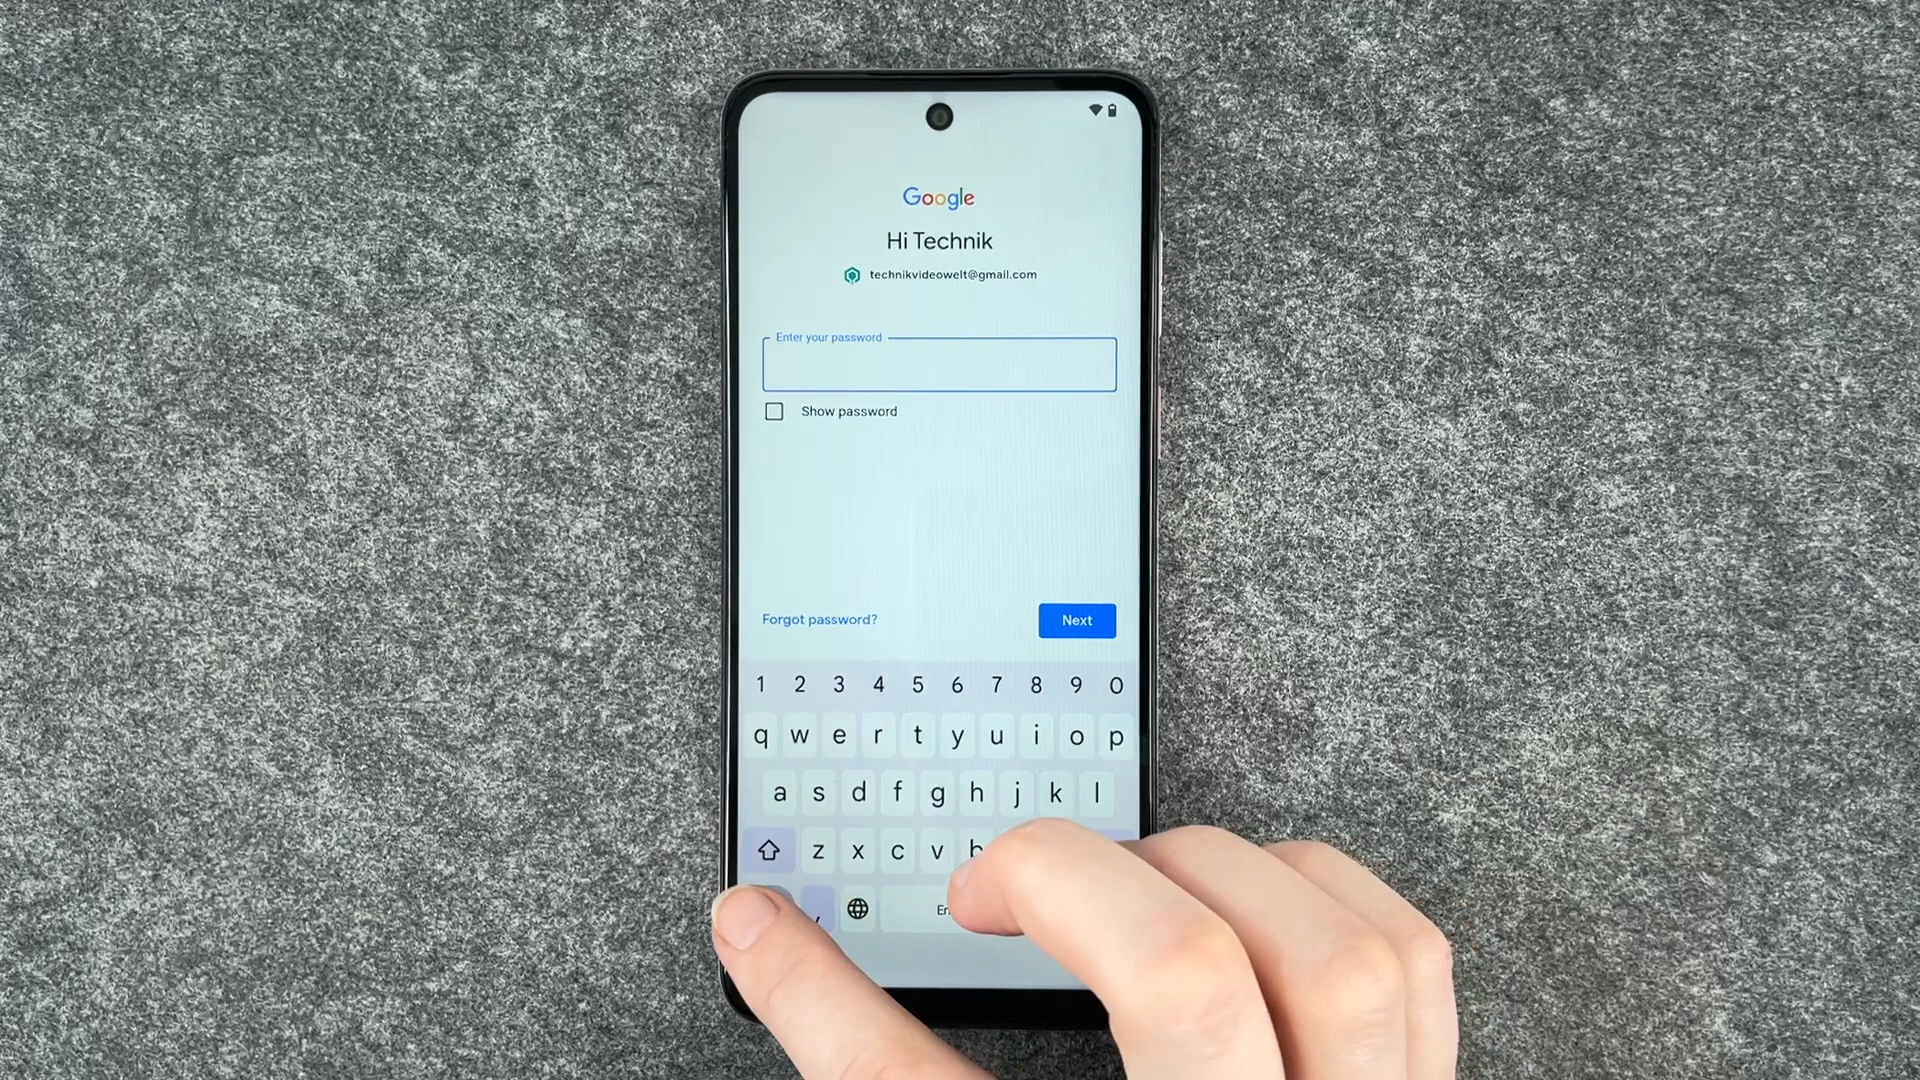 Google
Hi Technik
technikvideowelt@gmail.com
Enter your password
Show password
Forgot password?
Next
1 2 3 4 5 6 7 8 9 0
q w e r t y u i o p
a s d f g h j k l
z x c v b
,